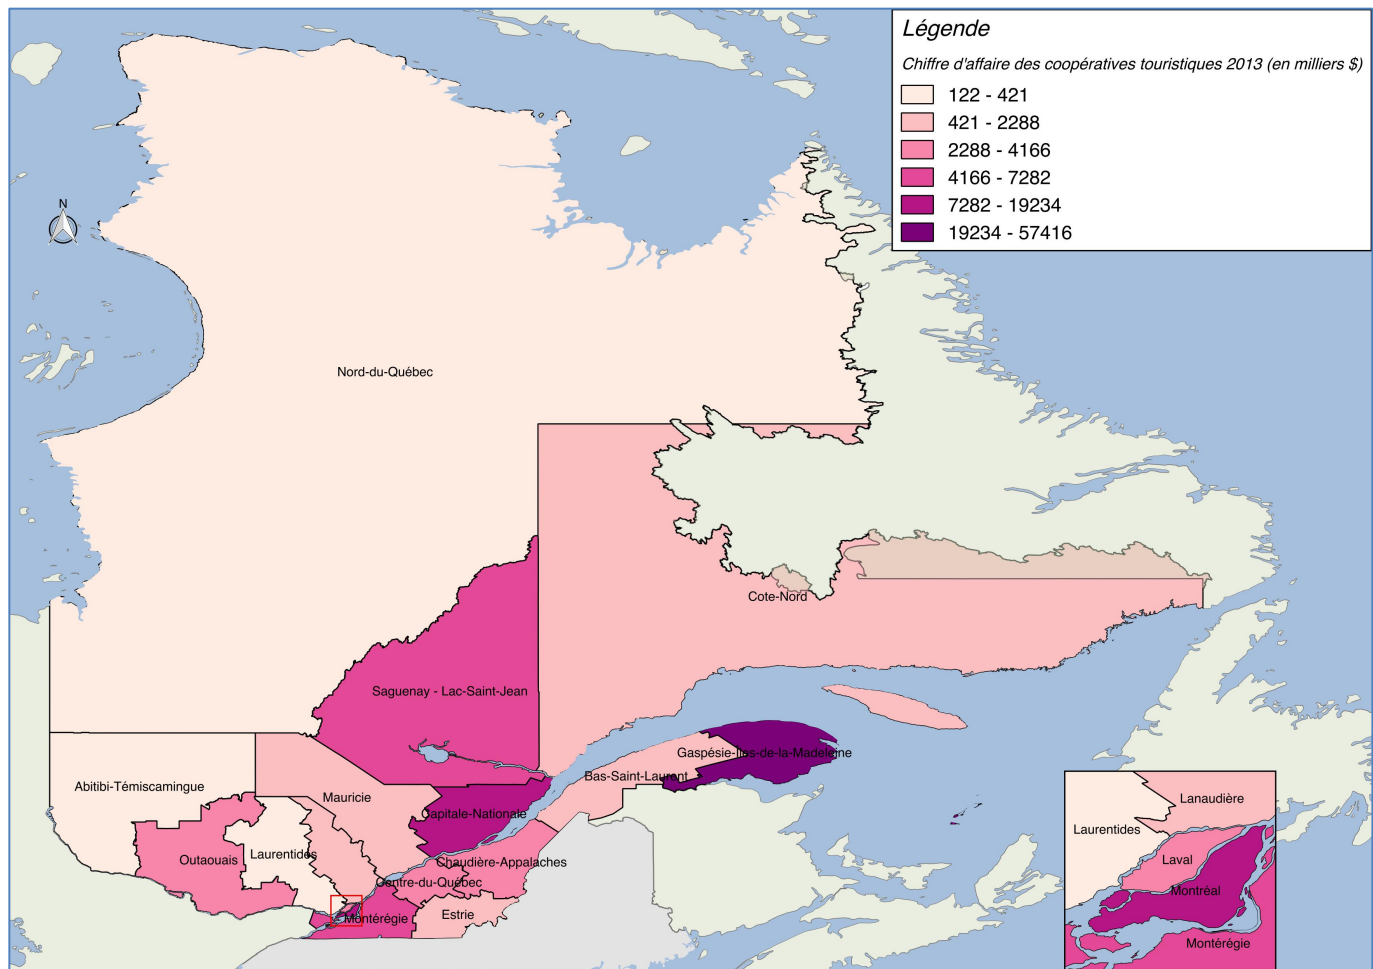 Légende
Chiffre d'affaire des coopératives touristiques 2013 (en milliers $)
122 - 421
421 - 2288
2288 - 4166
4166 - 7282
7282 - 19234
19234 - 57416
N
Nord-du-Québec
Cote-Nord
Saguenay - Lac-Saint-Jean
Gaspésie-Iles-de-la-Madeleine
Bas-Saint-Laurent
Abitibi-Témiscamingue
Mauricie
Capitale-Nationale
Outaouais
Laurentides
Chaudière-Appalaches
Centre-du-Québec
Montérégie
Estrie
Lanaudière
Laurentides
Laval
Montréal
Montérégie